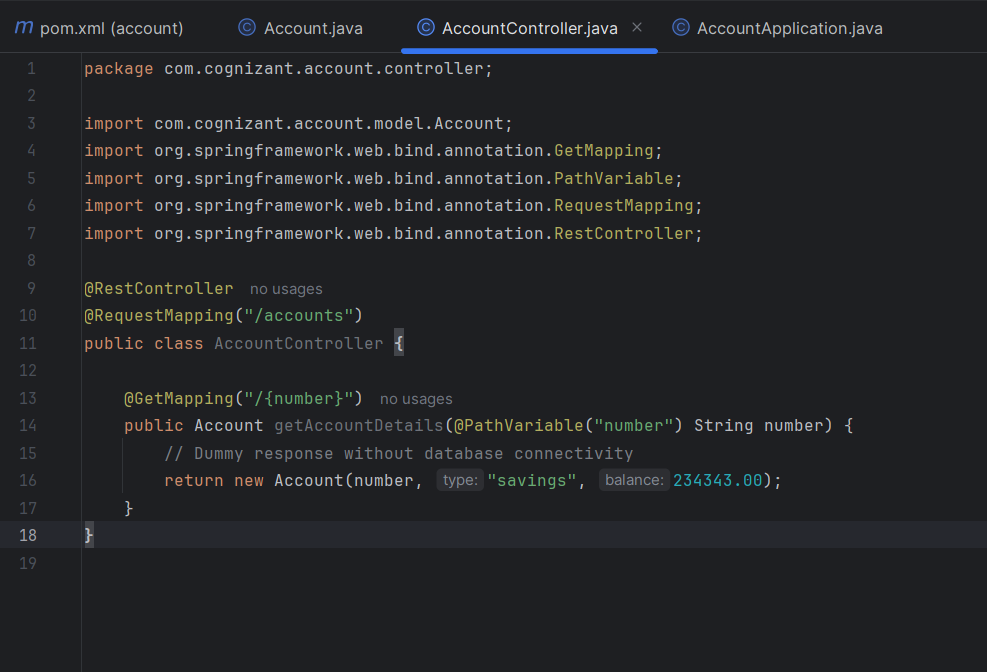 m pom.xml (account) C Account.java C AccountController.java × C AccountApplication.java
1 package com.cognizant.account.controller;
2
3 import com.cognizant.account.model.Account;
4 import org.springframework.web.bind.annotation.GetMapping;
5 import org.springframework.web.bind.annotation.PathVariable;
6 import org.springframework.web.bind.annotation.RequestMapping;
7 import org.springframework.web.bind.annotation.RestController;
8
9 @RestController no usages
10 @RequestMapping("/accounts")
11 public class AccountController {
12
13 @GetMapping("/{number}") no usages
14 public Account getAccountDetails(@PathVariable("number") String number) {
15 // Dummy response without database connectivity
16 return new Account(number, type: "savings", balance: 234343.00);
17 }
18 }
19